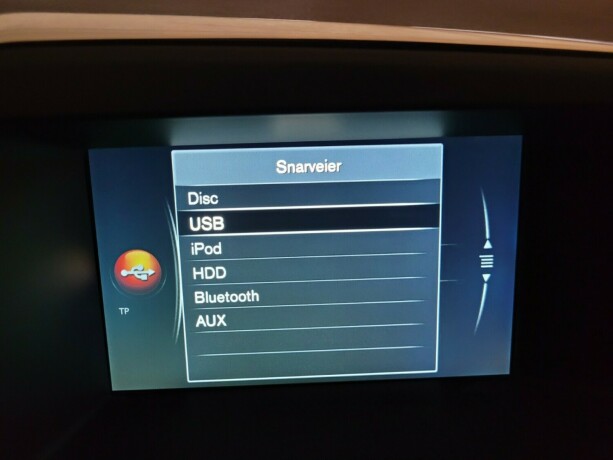 Snarveier
Disc
USB
iPod
HDD
Bluetooth
AUX
TP